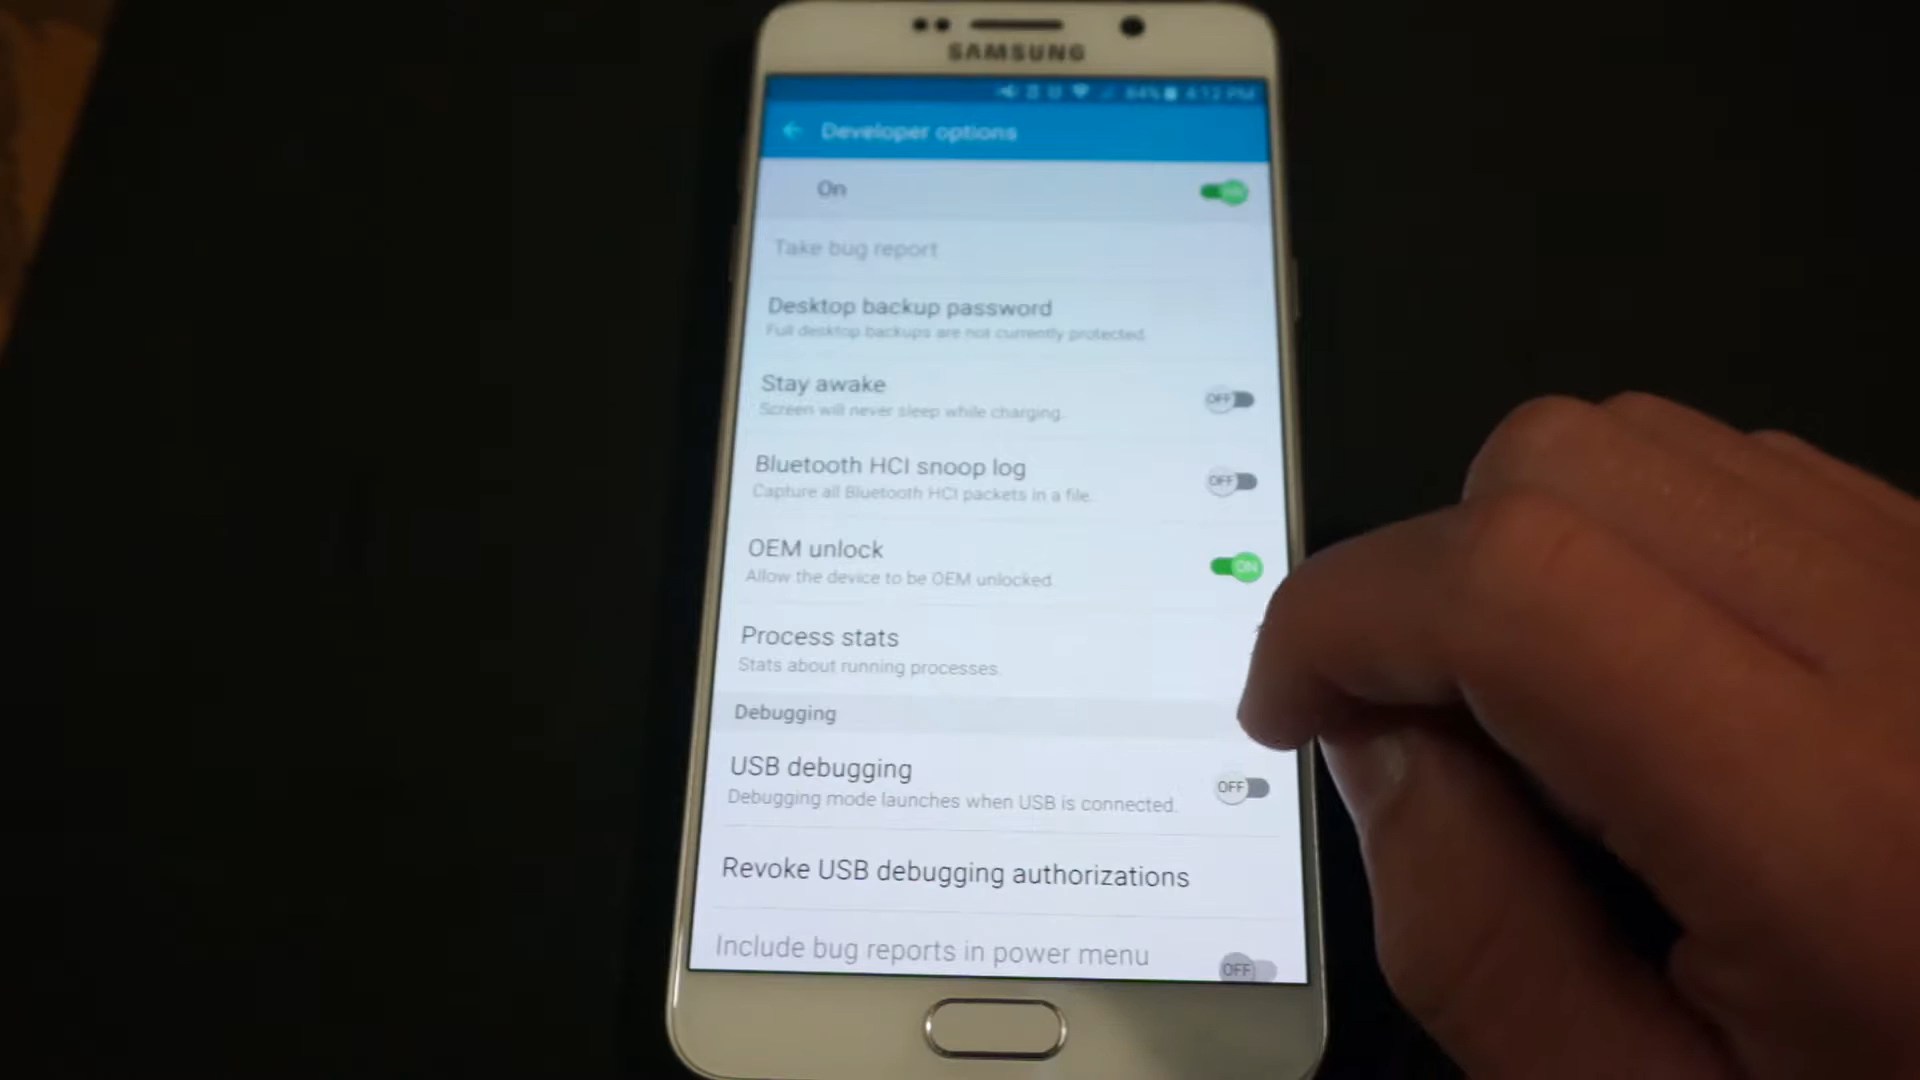 SAMSUNG
64% 4:12 PM
Developer options
On
Take bug report
Desktop backup password
Full desktop backups are not currently protected.
Stay awake
Screen will never sleep while charging.
OFF
Bluetooth HCI snoop log
Capture all Bluetooth HCI packets in a file.
OFF
OEM unlock
Allow the device to be OEM unlocked.
ON
Process stats
Stats about running processes.
Debugging
USB debugging
Debugging mode launches when USB is connected.
OFF
Revoke USB debugging authorizations
Include bug reports in power menu
OFF